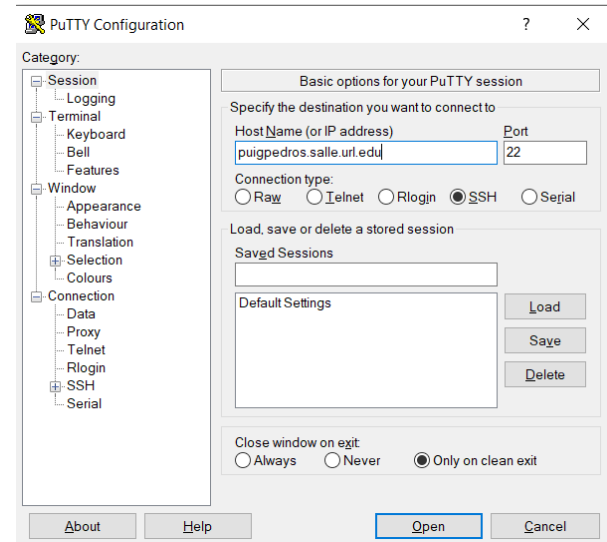 PuTTY Configuration
?
Category:
Session
Logging
Terminal
Keyboard
Bell
Features
Window
Appearance
Behaviour
Translation
Selection
Colours
Connection
Data
Proxy
Telnet
Rlogin
SSH
Serial
Basic options for your PuTTY session
Specify the destination you want to connect to
Host Name (or IP address) Port
puigpedros.salle.url.edu 22
Connection type:
Raw Telnet Rlogin SSH Serial
Load, save or delete a stored session
Saved Sessions
Default Settings
Load
Save
Delete
Close window on exit:
Always Never Only on clean exit
About Help Open Cancel